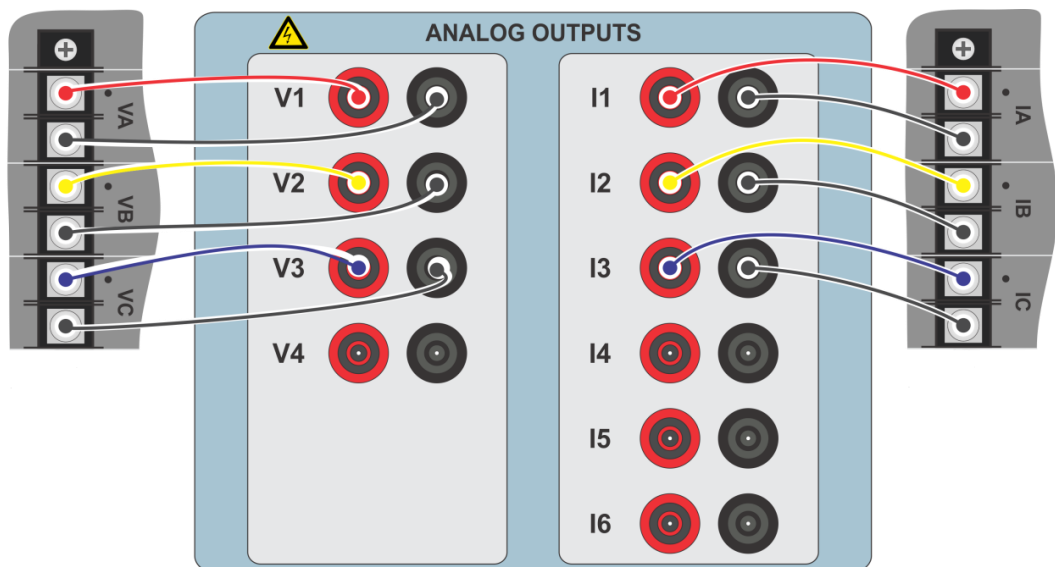 ANALOG OUTPUTS
VA
VB
VC
V1
V2
V3
V4
I1
I2
I3
I4
I5
I6
IA
IB
IC